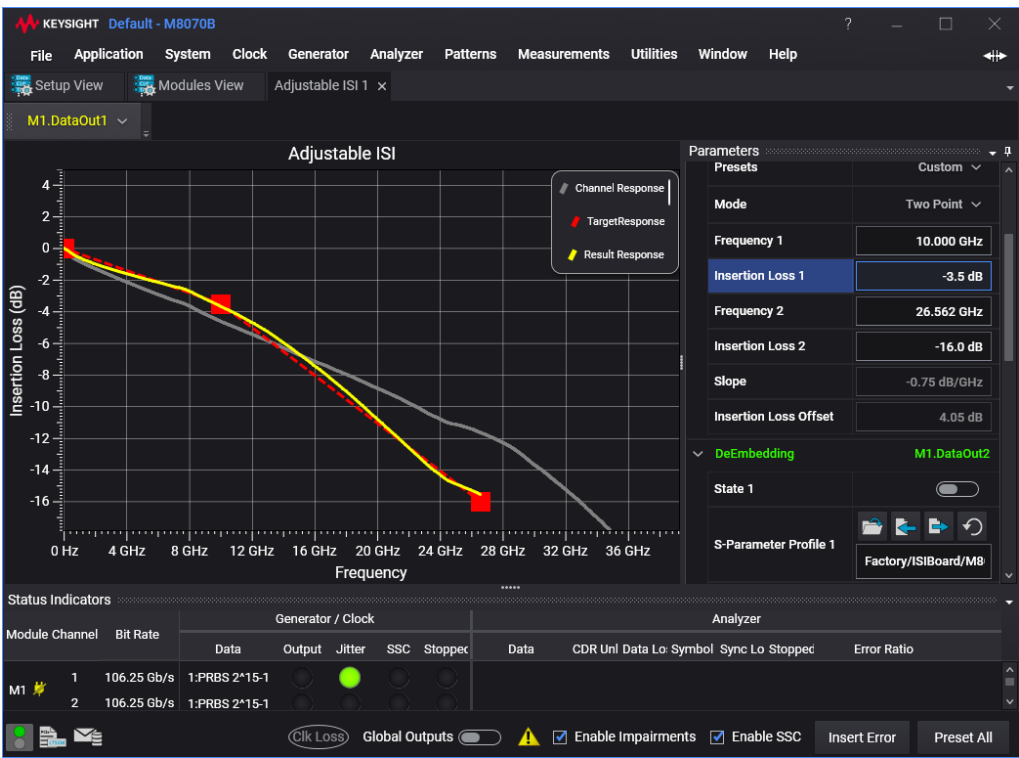 KEYSIGHT Default - M8070B ?
File Application System Clock Generator Analyzer Patterns Measurements Utilities Window Help
Setup View Modules View Adjustable ISI 1
M1.DataOut1
Adjustable ISI
Channel Response
TargetResponse
Result Response
Insertion Loss (dB)
4
2
0
-2
-4
-6
-8
-10
-12
-14
-16
0 Hz 4 GHz 8 GHz 12 GHz 16 GHz 20 GHz 24 GHz 28 GHz 32 GHz 36 GHz
Frequency
Parameters
Presets Custom
Mode Two Point
Frequency 1 10.000 GHz
Insertion Loss 1 -3.5 dB
Frequency 2 26.562 GHz
Insertion Loss 2 -16.0 dB
Slope -0.75 dB/GHz
Insertion Loss Offset 4.05 dB
DeEmbedding M1.DataOut2
State 1
S-Parameter Profile 1
Factory/ISIBoard/M8
Status Indicators
Generator / Clock Analyzer
Module Channel Bit Rate
Data Output Jitter SSC Stopped Data CDR Unl Data Lo Symbol Sync Lo Stopped Error Ratio
M1
1 106.25 Gb/s 1:PRBS 2^15-1
2 106.25 Gb/s 1:PRBS 2^15-1
Clk Loss Global Outputs Enable Impairments Enable SSC Insert Error Preset All